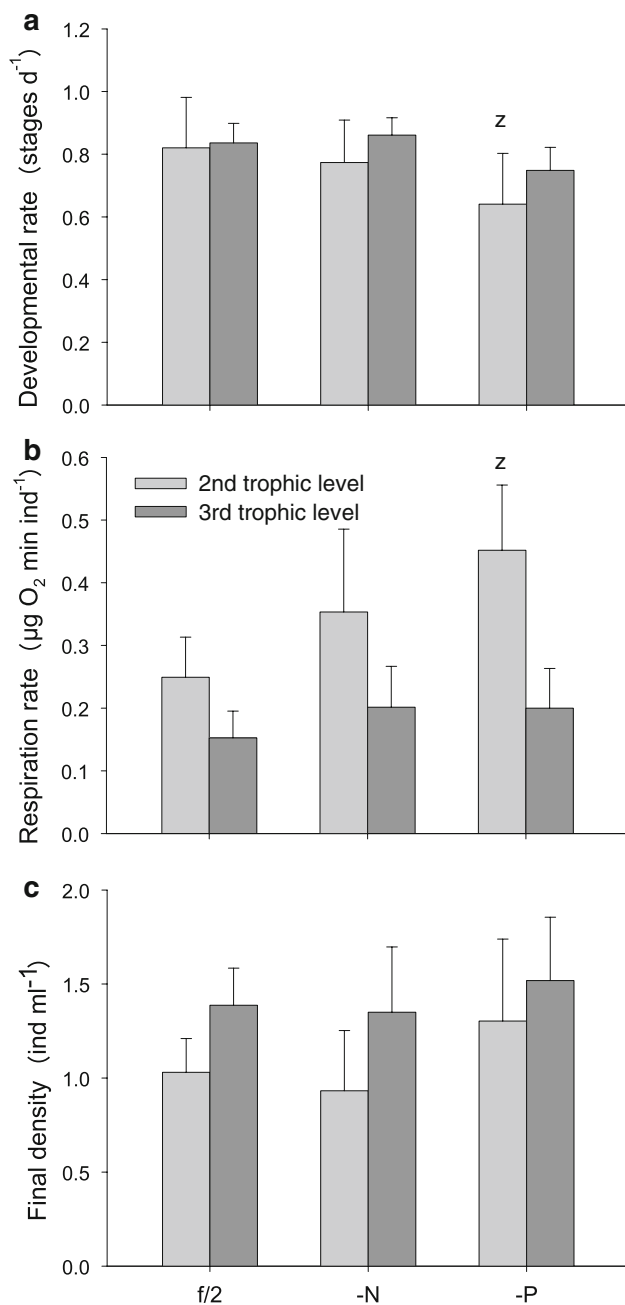 a
Developmental rate (stages d⁻¹)
1.2
1.0
0.8
0.6
0.4
0.2
0.0
z
b
Respiration rate (µg O₂ min ind⁻¹)
0.6
0.5
0.4
0.3
0.2
0.1
0.0
2nd trophic level
3rd trophic level
z
c
Final density (ind ml⁻¹)
2.0
1.5
1.0
0.5
0.0
f/2 -N -P